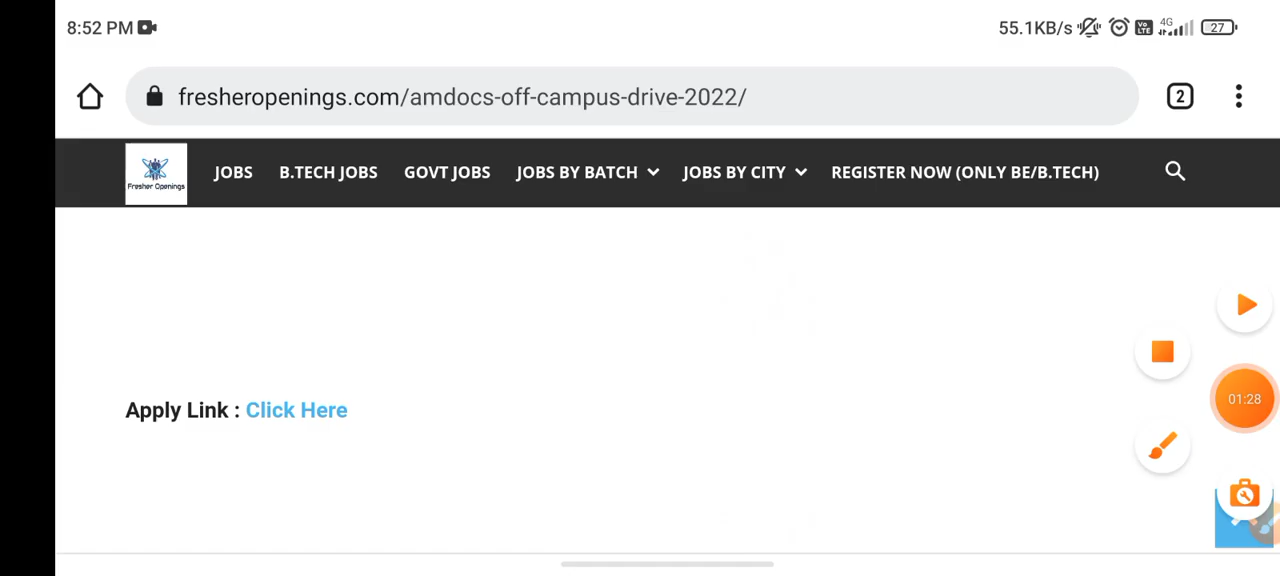 8:52 PM 55.1KB/s Vo LTE 4G 27
fresheropenings.com/amdocs-off-campus-drive-2022/ 2
Fresher Openings JOBS B.TECH JOBS GOVT JOBS JOBS BY BATCH JOBS BY CITY REGISTER NOW (ONLY BE/B.TECH)
Apply Link : Click Here
01:28